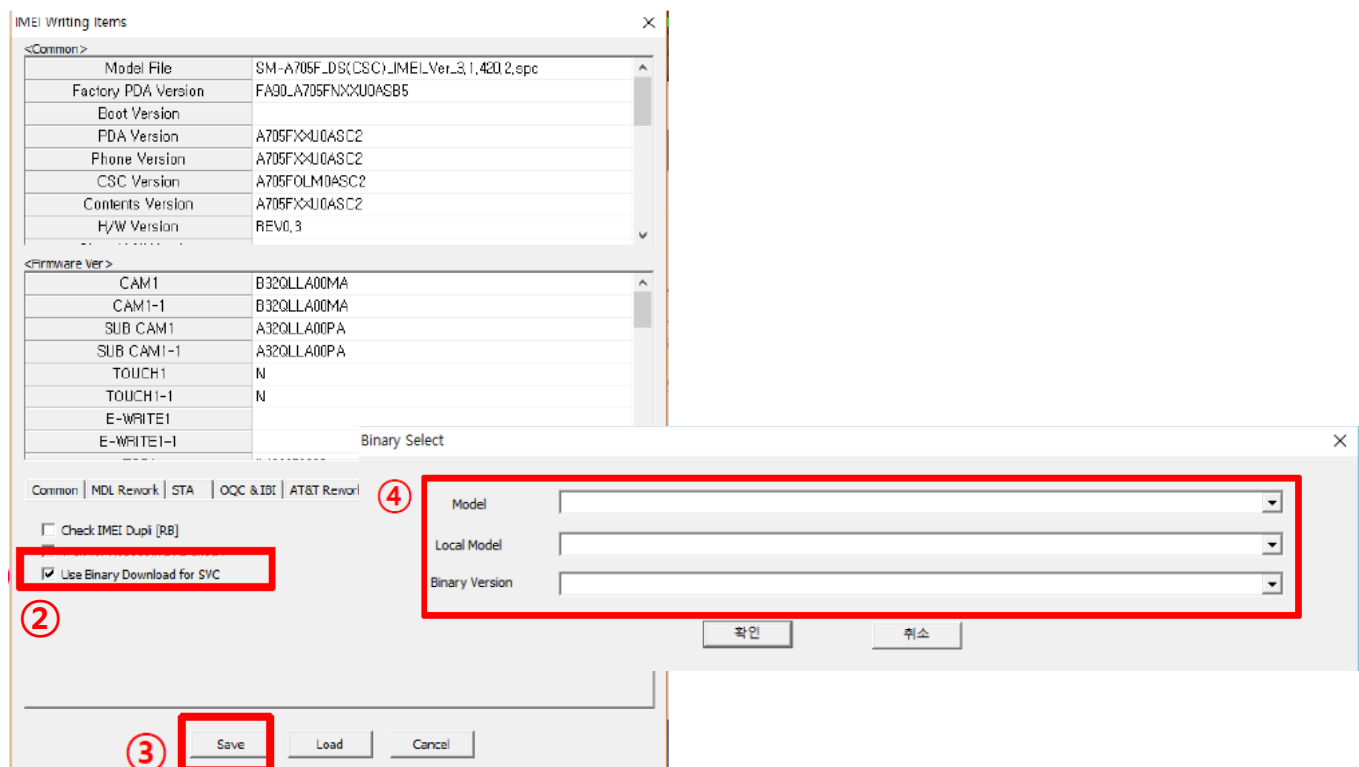 IMEI Writing Items
<Common>
Model File SM-A705F_DS(CSC)_IMEI_Ver_3,1,420,2,spc
Factory PDA Version FA90_A705FNXXU0ASB5
Boot Version
PDA Version A705FXXU0ASC2
Phone Version A705FXXU0ASC2
CSC Version A705FOLM0ASC2
Contents Version A705FXXU0ASC2
H/W Version REV0,3
<Firmware Ver>
CAM1 B32QLLA00MA
CAM1-1 B32QLLA00MA
SUB CAM1 A32QLLA00PA
SUB CAM1-1 A32QLLA00PA
TOUCH1 N
TOUCH1-1 N
E-WRITE1
E-WRITE1-1
Common MDL Rework STA OQC & IBI AT&T Rework
Check IMEI Dupli [RB]
Use Binary Download for SVC
②
③
Save Load Cancel
Binary Select
④
Model
Local Model
Binary Version
확인 취소